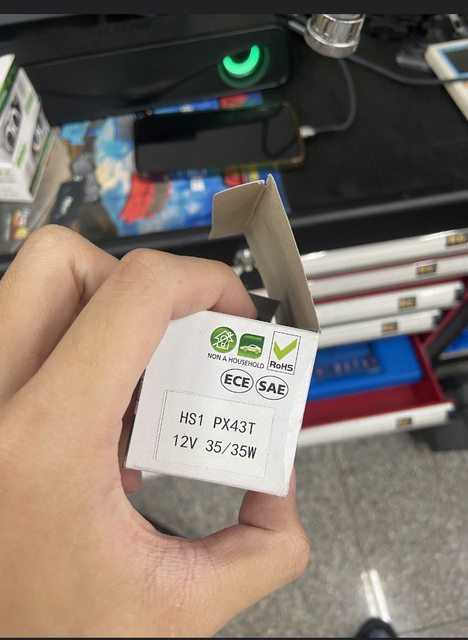 NON A HOUSEHOLD
RoHS
ECE SAE
HS1 PX43T
12V 35/35W